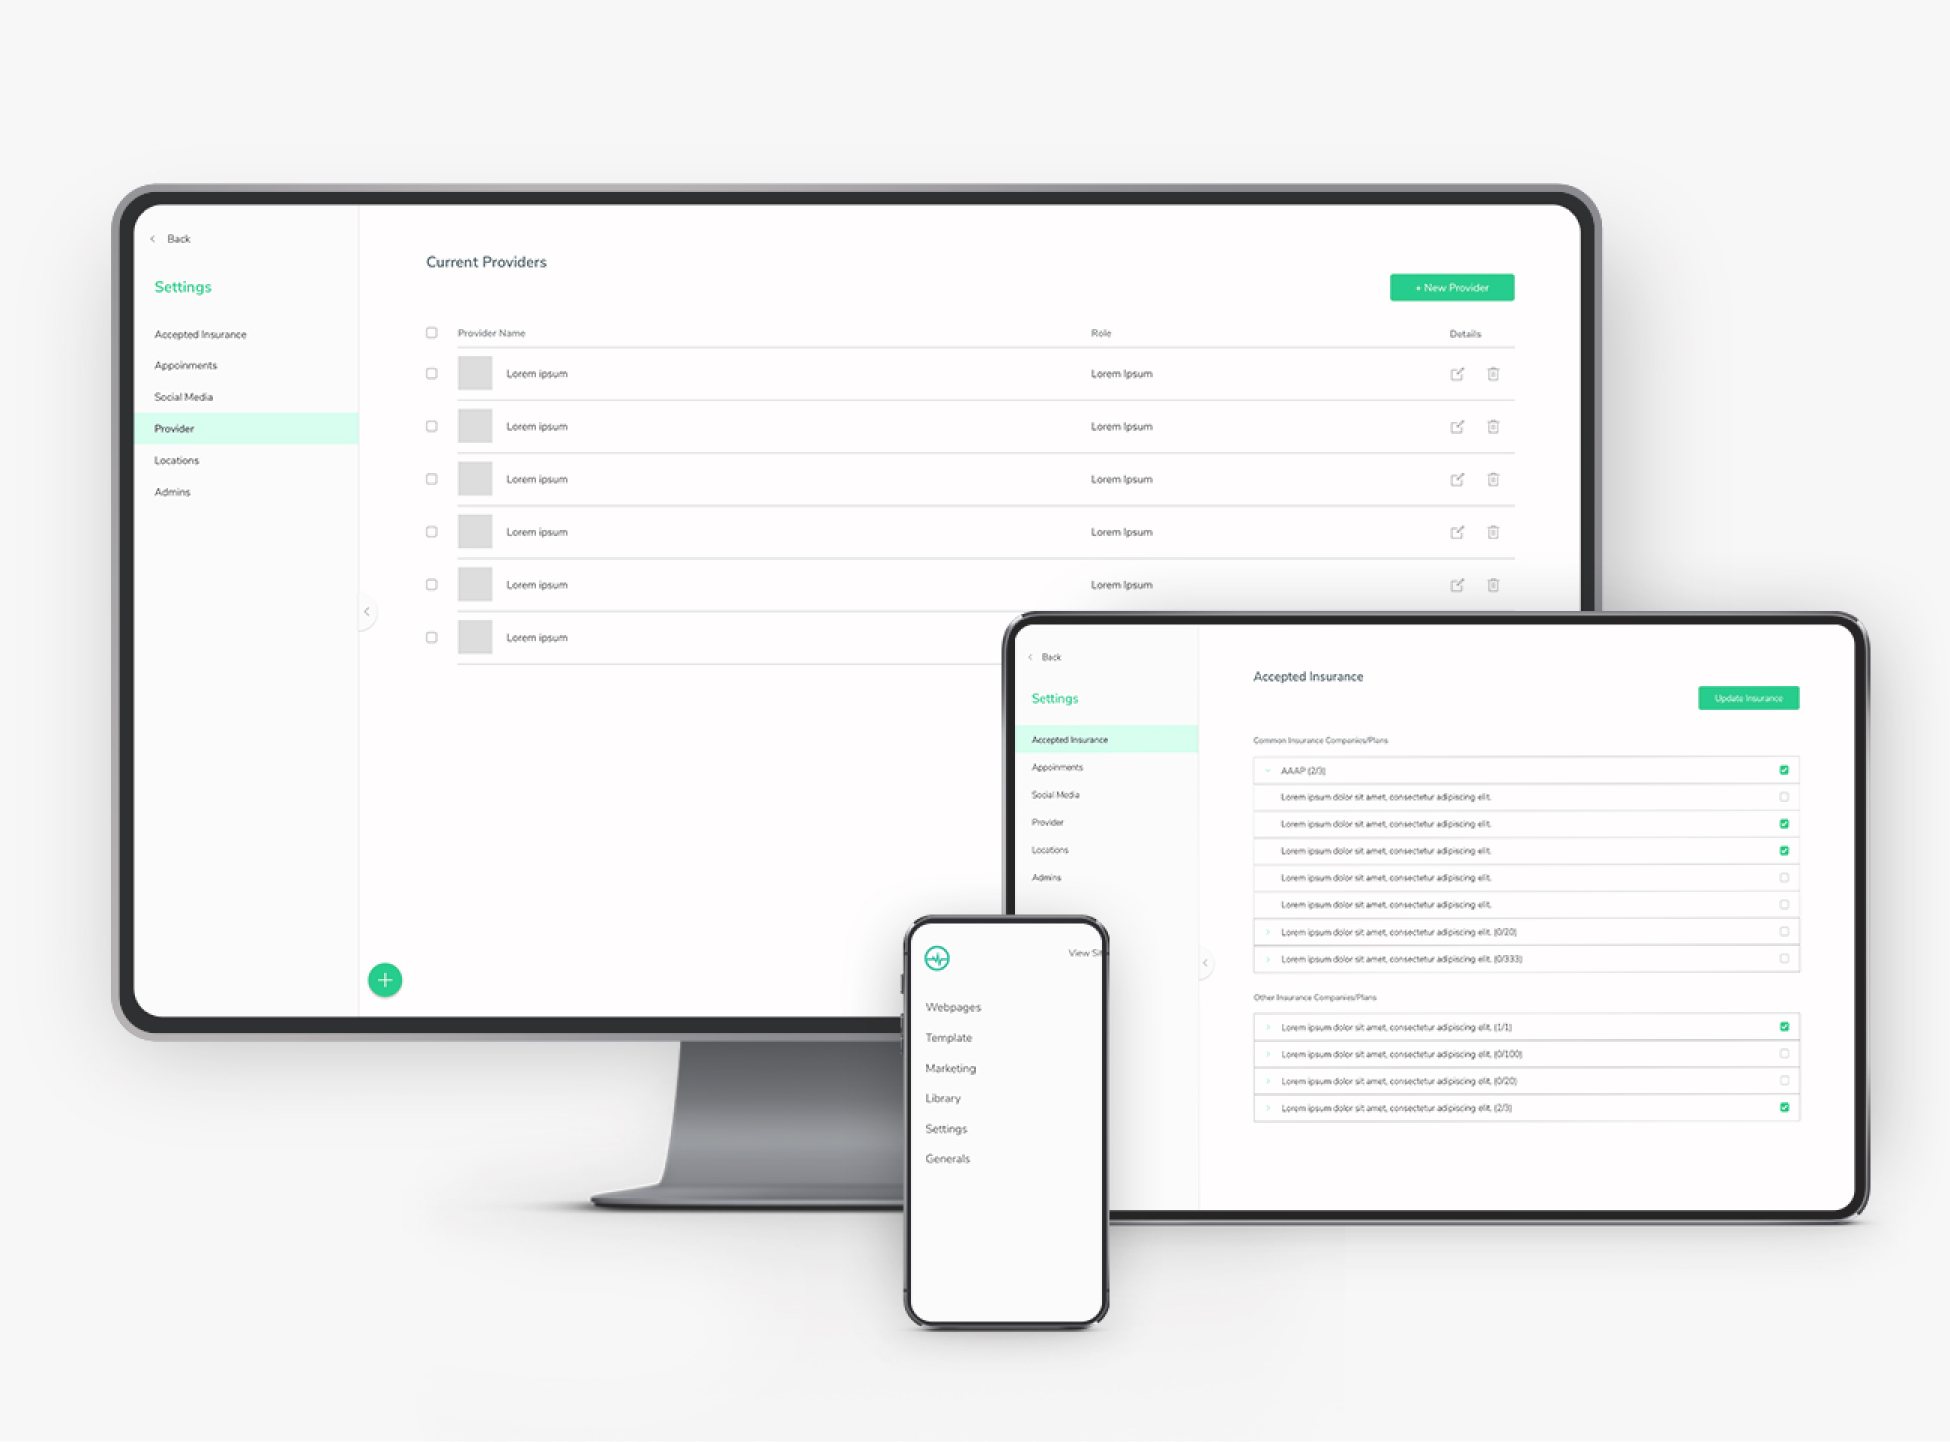 Back
Settings
Accepted Insurance
Appoinments
Social Media
Provider
Locations
Admins
Current Providers
+ New Provider
Provider Name Role Details
Lorem ipsum Lorem Ipsum
Lorem ipsum Lorem Ipsum
Lorem ipsum Lorem Ipsum
Lorem ipsum Lorem Ipsum
Lorem ipsum Lorem Ipsum
Lorem ipsum
Back
Settings
Accepted Insurance
Appoinments
Social Media
Provider
Locations
Admins
Accepted Insurance
Update Insurance
Common Insurance Companies/Plans
AAAP (2/3)
Lorem ipsum dolor sit amet, consectetur adipiscing elit.
Lorem ipsum dolor sit amet, consectetur adipiscing elit.
Lorem ipsum dolor sit amet, consectetur adipiscing elit.
Lorem ipsum dolor sit amet, consectetur adipiscing elit.
Lorem ipsum dolor sit amet, consectetur adipiscing elit.
Lorem ipsum dolor sit amet, consectetur adipiscing elit. (0/20)
Lorem ipsum dolor sit amet, consectetur adipiscing elit. (0/333)
Other Insurance Companies/Plans
Lorem ipsum dolor sit amet, consectetur adipiscing elit. (1/1)
Lorem ipsum dolor sit amet, consectetur adipiscing elit. (0/100)
Lorem ipsum dolor sit amet, consectetur adipiscing elit. (0/20)
Lorem ipsum dolor sit amet, consectetur adipiscing elit. (2/3)
View Sit
Webpages
Template
Marketing
Library
Settings
Generals